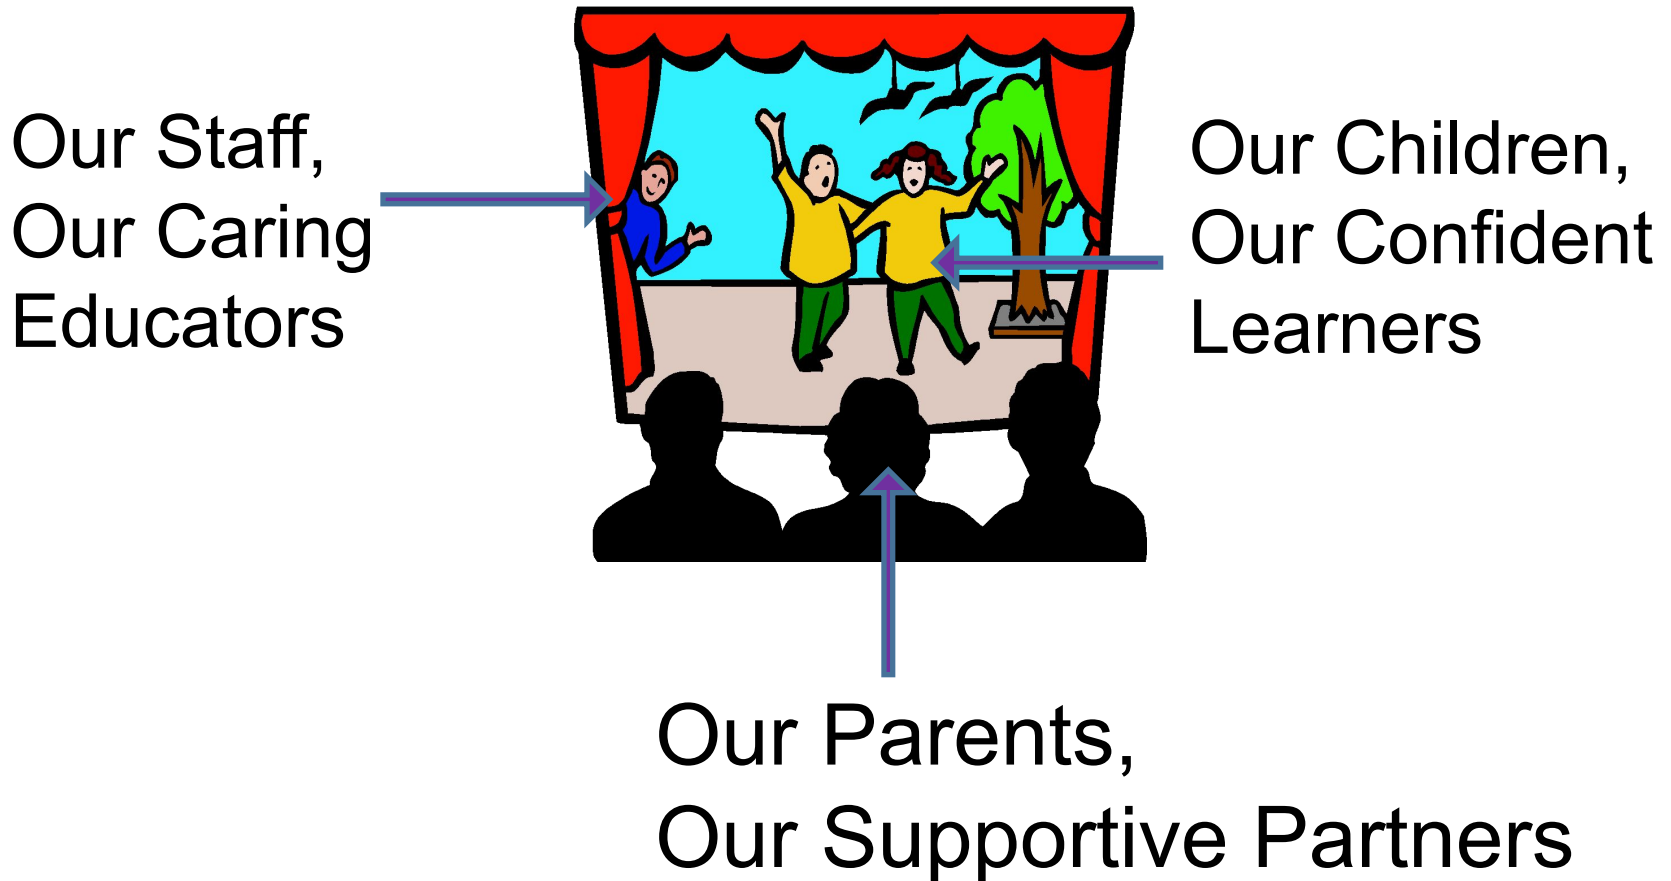 Our Staff,
Our Caring
Educators
Our Children,
Our Confident
Learners
Our Parents,
Our Supportive Partners